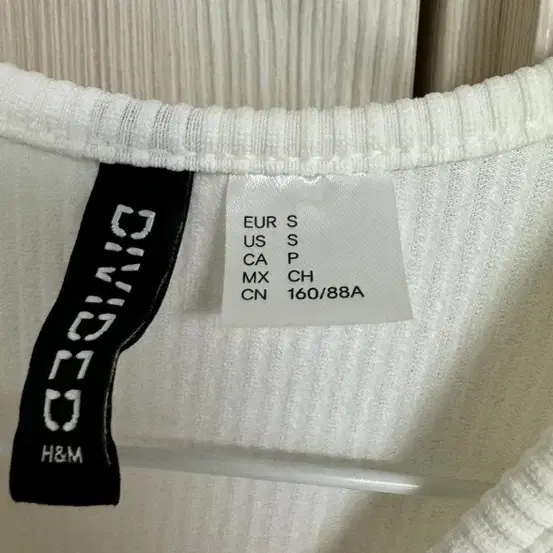 DIVIDED
H&M
EUR S
US S
CA P
MX CH
CN 160/88A